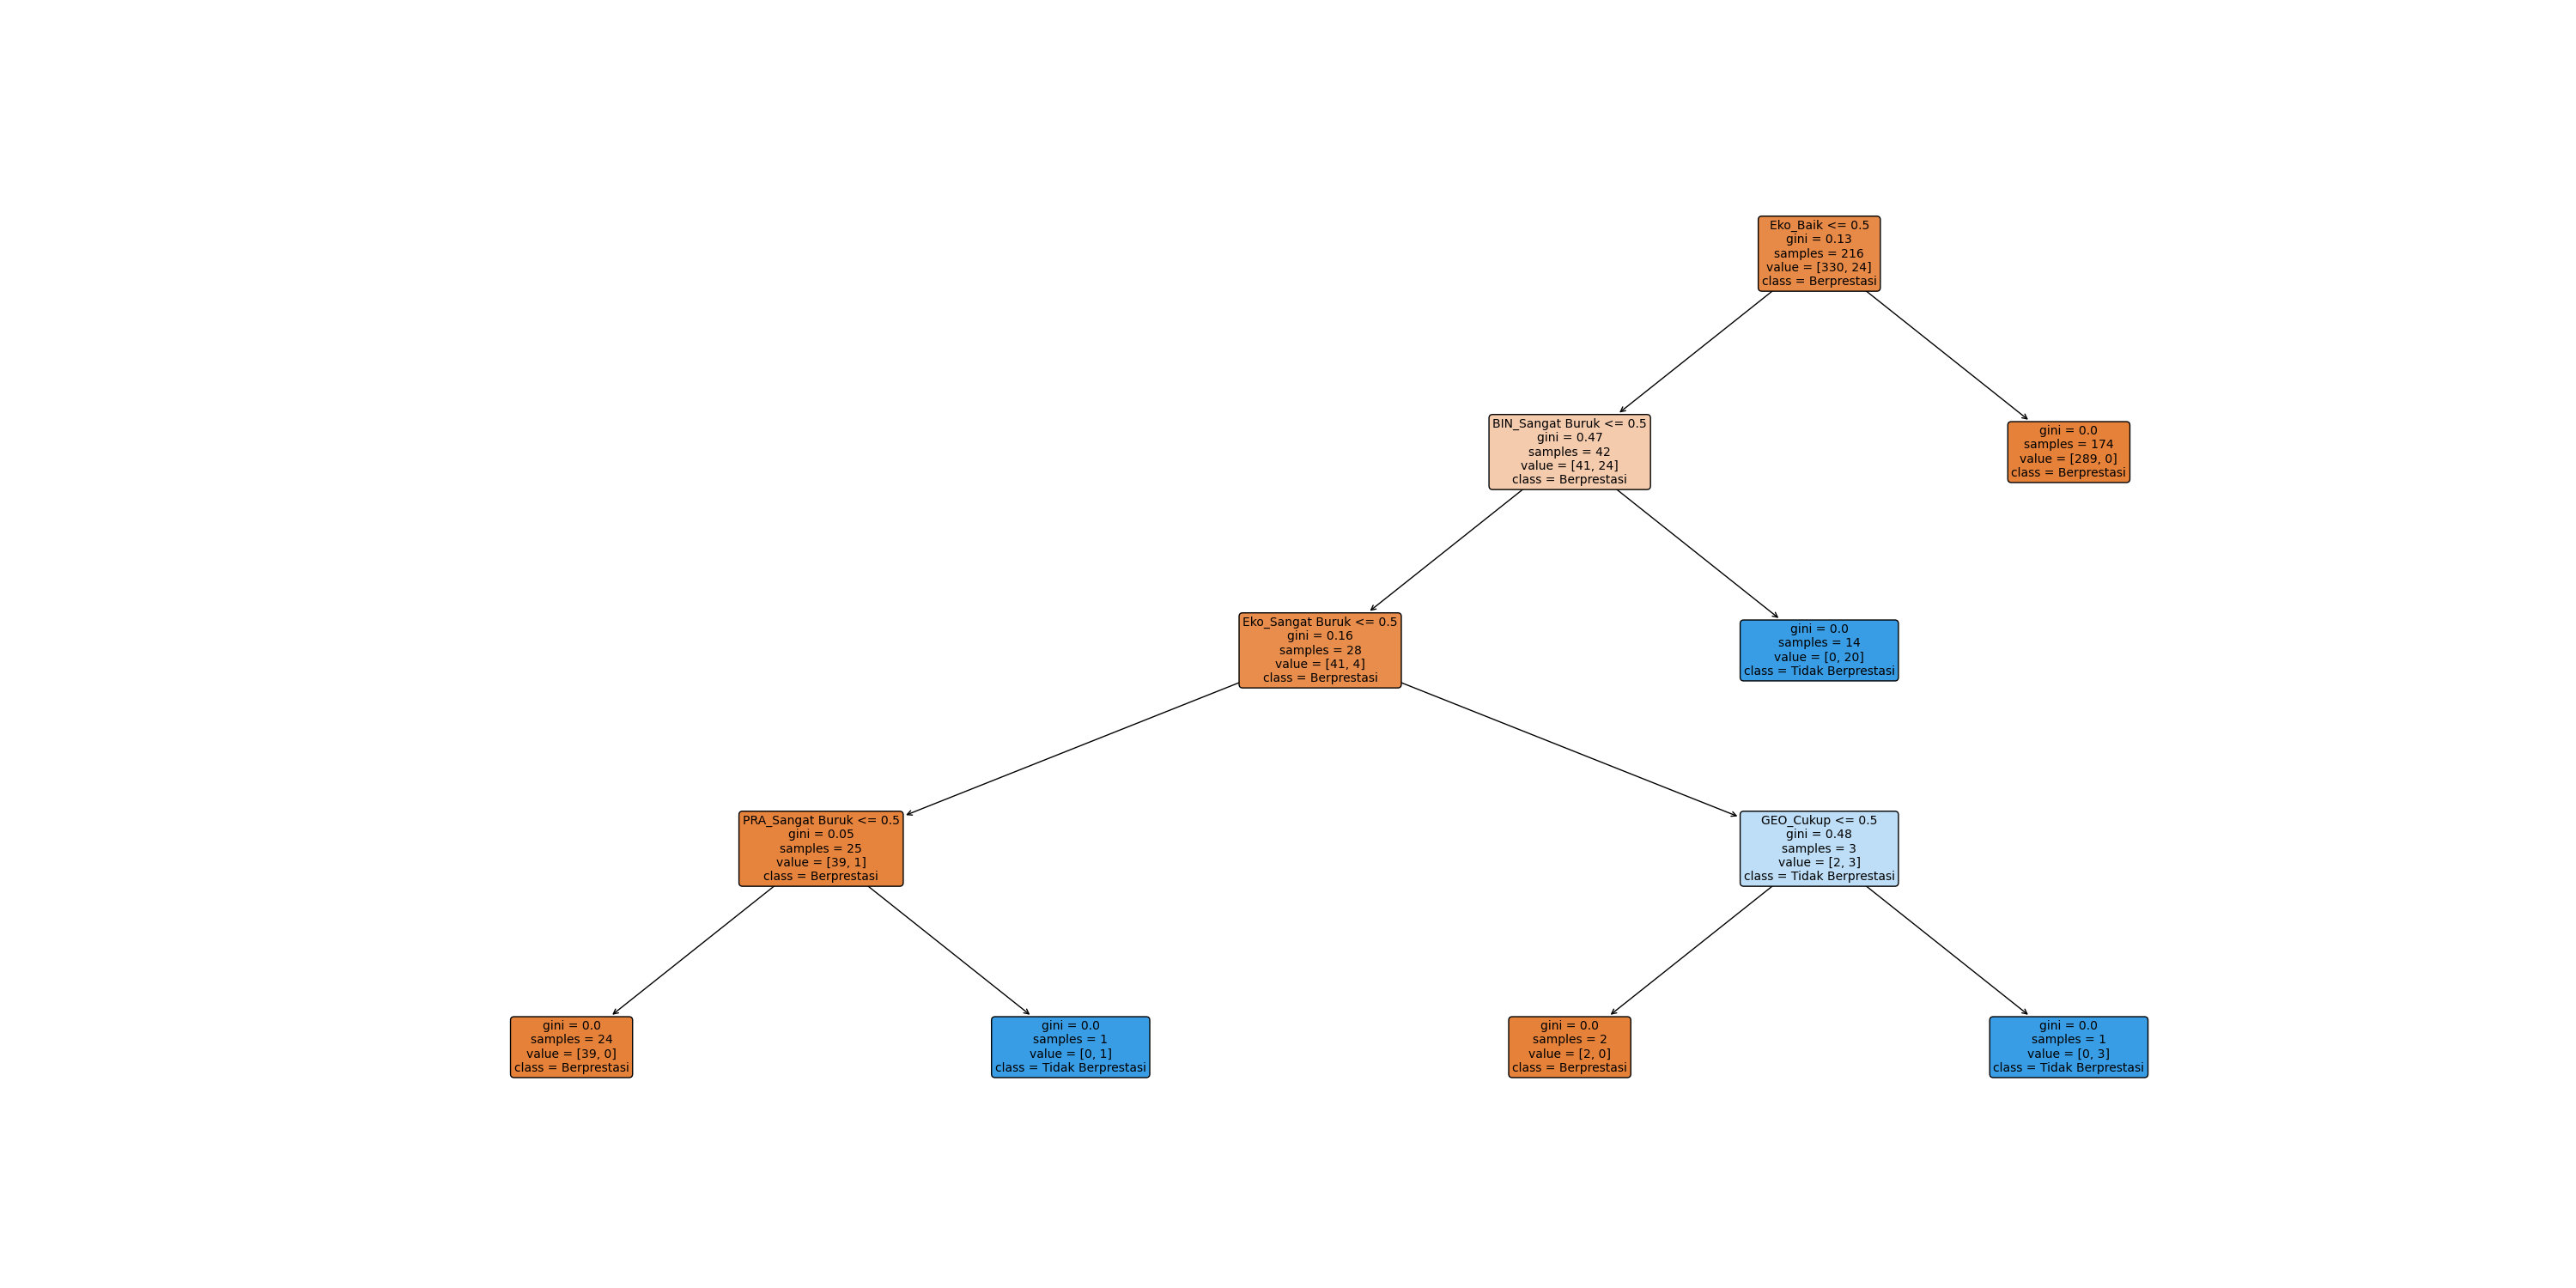 Eko_Baik <= 0.5
gini = 0.13
samples = 216
value = [330, 24]
class = Berprestasi
BIN_Sangat Buruk <= 0.5
gini = 0.47
samples = 42
value = [41, 24]
class = Berprestasi
gini = 0.0
samples = 174
value = [289, 0]
class = Berprestasi
Eko_Sangat Buruk <= 0.5
gini = 0.16
samples = 28
value = [41, 4]
class = Berprestasi
gini = 0.0
samples = 14
value = [0, 20]
class = Tidak Berprestasi
PRA_Sangat Buruk <= 0.5
gini = 0.05
samples = 25
value = [39, 1]
class = Berprestasi
GEO_Cukup <= 0.5
gini = 0.48
samples = 3
value = [2, 3]
class = Tidak Berprestasi
gini = 0.0
samples = 24
value = [39, 0]
class = Berprestasi
gini = 0.0
samples = 1
value = [0, 1]
class = Tidak Berprestasi
gini = 0.0
samples = 2
value = [2, 0]
class = Berprestasi
gini = 0.0
samples = 1
value = [0, 3]
class = Tidak Berprestasi